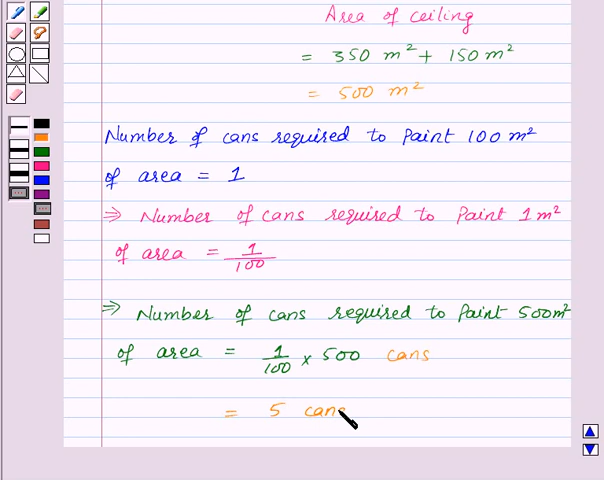 Area of ceiling
= 350 m² + 150 m²
= 500 m²
Number of cans required to Paint 100 m²
of area = 1
⇒ Number of cans required to Paint 1m²
of area = 1/100
⇒ Number of cans required to Paint 500m²
of area = 1/100 × 500 cans
= 5 cans